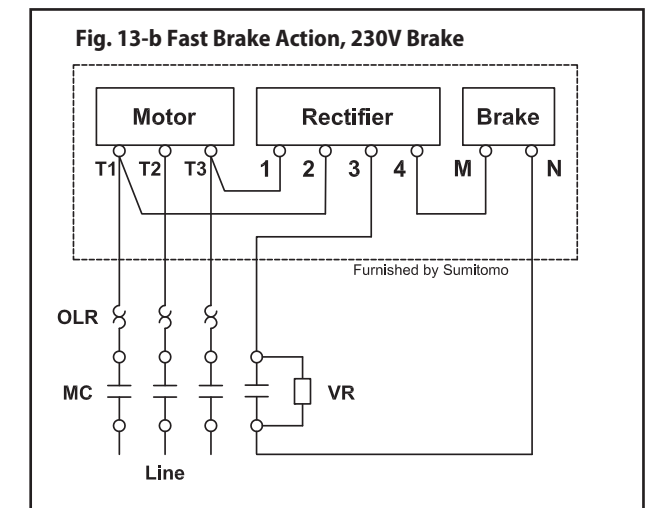 Fig. 13-b Fast Brake Action, 230V Brake
Motor Rectifier Brake
T1 T2 T3 1 2 3 4 M N
Furnished by Sumitomo
OLR
MC VR
Line